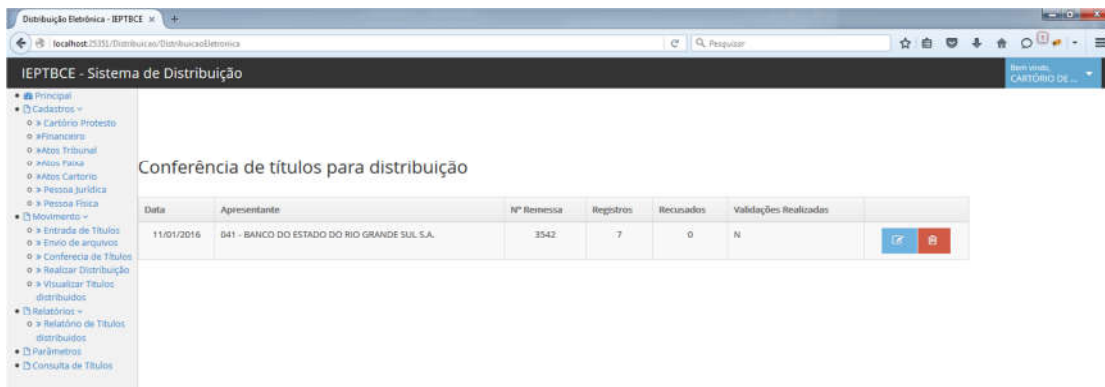 Distribuição Eletrônica - IEPTBCE
localhost:25351/Distribuicao/DistribuicaoEletronica
Pesquisar
IEPTBCE - Sistema de Distribuição
Bem vindo,
CARTÓRIO DE ...
Principal
Cadastros
» Cartório Protesto
»Financeiro
»Atos Tribunal
»Atos Faixa
»Atos Cartorio
» Pessoa Jurídica
» Pessoa Física
Movimento
» Entrada de Títulos
» Envio de arquivos
» Conferecia de Títulos
» Realizar Distribuição
» Visualizar Títulos
distribuídos
Relatórios
» Relatório de Títulos
distribuídos
Parâmetros
Consulta de Títulos
Conferência de títulos para distribuição
Data Apresentante Nº Remessa Registros Recusados Validações Realizadas
11/01/2016 041 - BANCO DO ESTADO DO RIO GRANDE SUL S.A. 3542 7 0 N